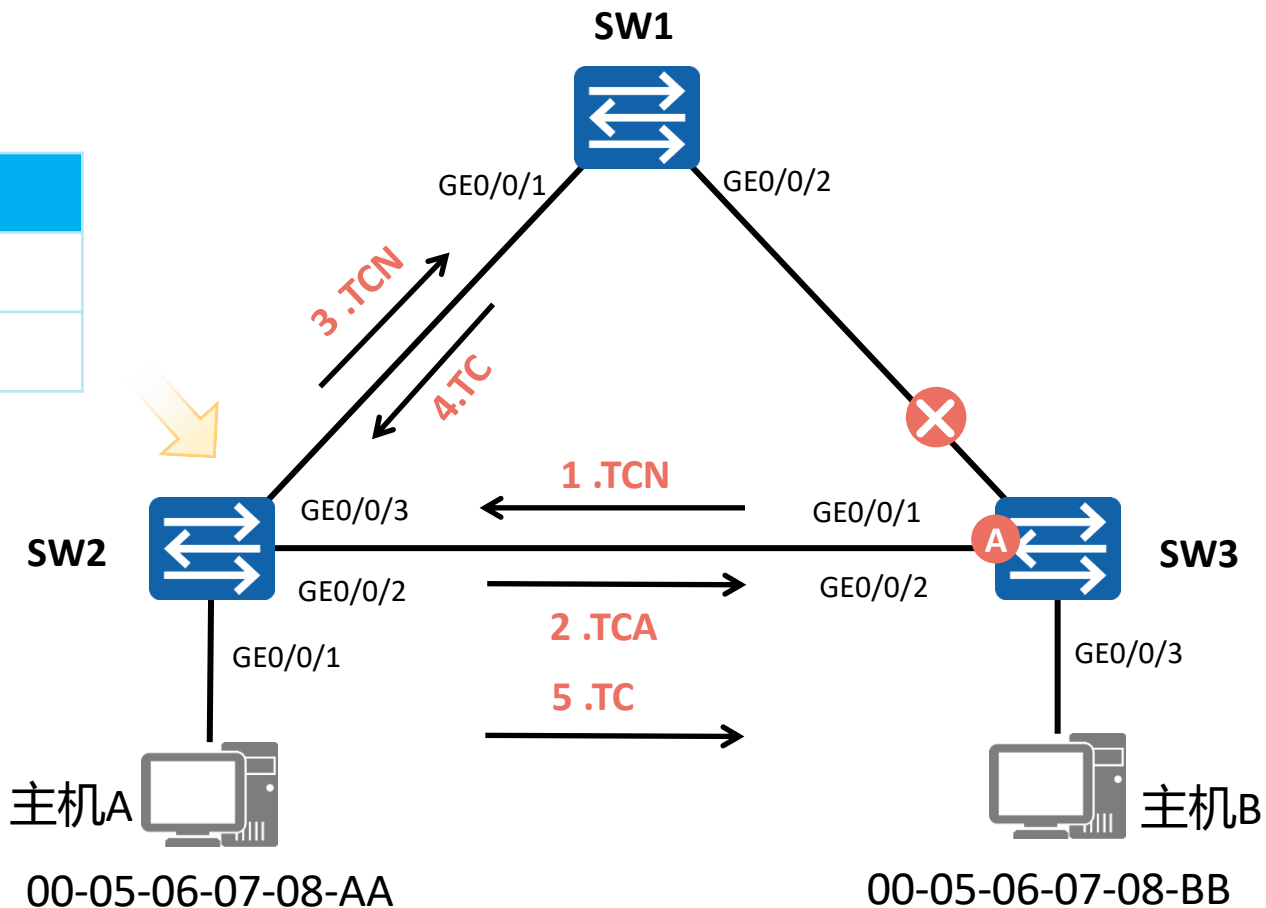 SW1
GE0/0/1
GE0/0/2
3 .TCN
4.TC
1 .TCN
GE0/0/3
GE0/0/1
SW2
A
SW3
GE0/0/2
GE0/0/2
2 .TCA
GE0/0/1
GE0/0/3
5 .TC
主机A
主机B
00-05-06-07-08-AA
00-05-06-07-08-BB